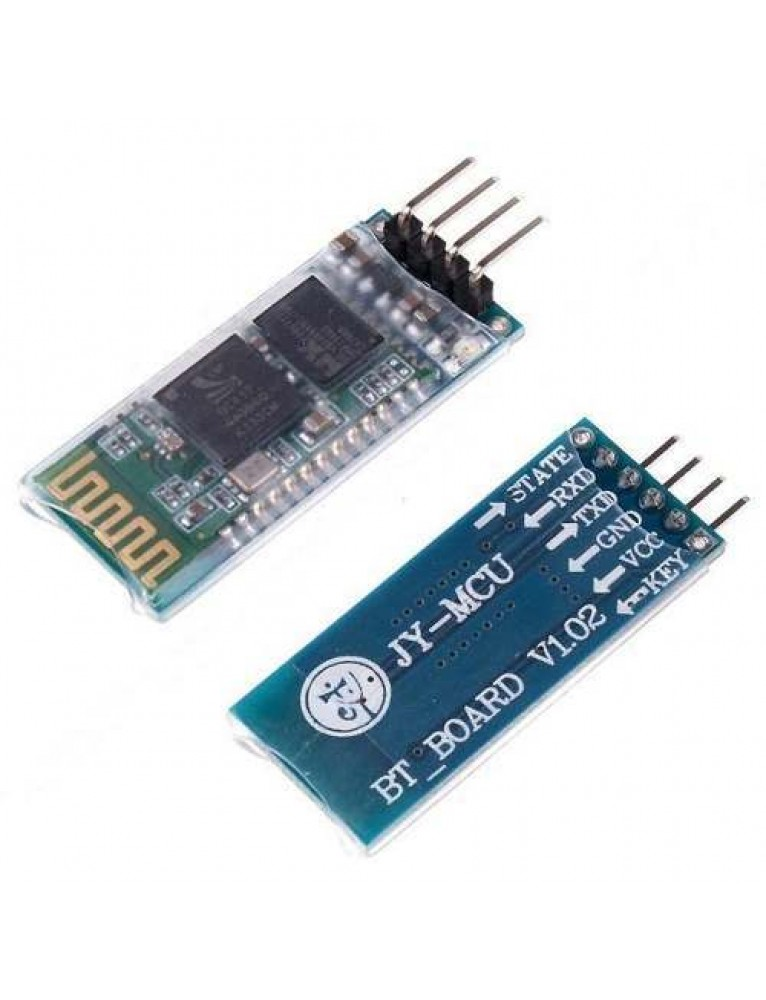 STATE
RXD
TXD
GND
VCC
KEY
JY-MCU
BT_BOARD V1.02